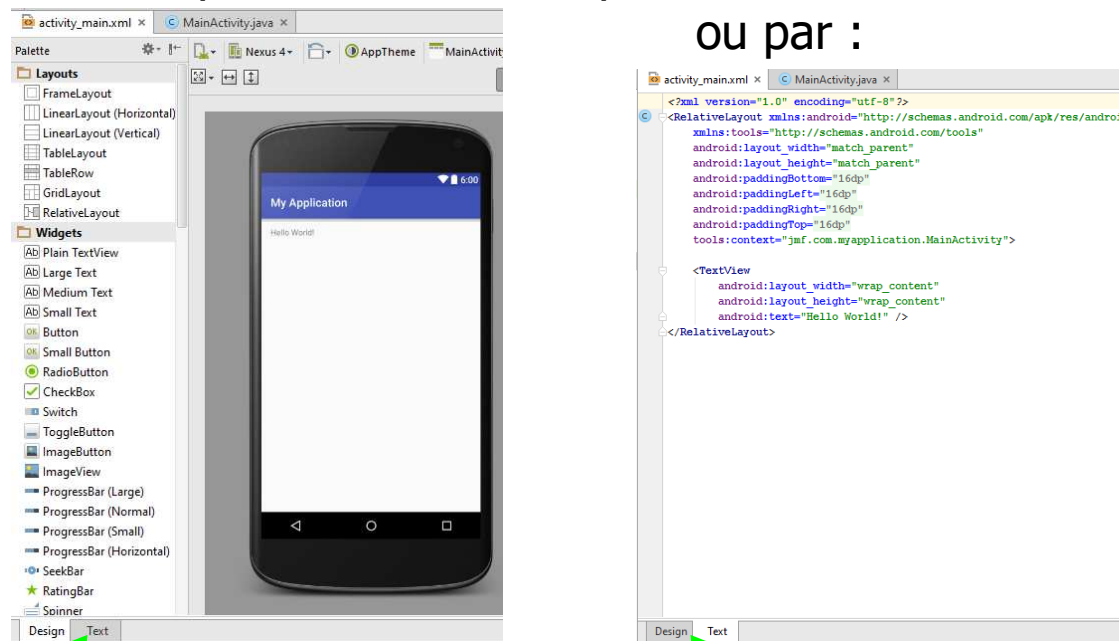 activity_main.xml ×
MainActivity.java ×
Palette
Nexus 4
AppTheme
MainActivity
Layouts
FrameLayout
LinearLayout (Horizontal)
LinearLayout (Vertical)
TableLayout
TableRow
GridLayout
RelativeLayout
Widgets
Ab Plain TextView
Ab Large Text
Ab Medium Text
Ab Small Text
OK Button
OK Small Button
RadioButton
CheckBox
Switch
ToggleButton
ImageButton
ImageView
ProgressBar (Large)
ProgressBar (Normal)
ProgressBar (Small)
ProgressBar (Horizontal)
SeekBar
RatingBar
Spinner
Design
Text
6:00
My Application
Hello World!
ou par :
activity_main.xml ×
MainActivity.java ×
<?xml version="1.0" encoding="utf-8"?>
<RelativeLayout xmlns:android="http://schemas.android.com/apk/res/androi
xmlns:tools="http://schemas.android.com/tools"
android:layout_width="match_parent"
android:layout_height="match_parent"
android:paddingBottom="16dp"
android:paddingLeft="16dp"
android:paddingRight="16dp"
android:paddingTop="16dp"
tools:context="jmf.com.myapplication.MainActivity">
<TextView
android:layout_width="wrap_content"
android:layout_height="wrap_content"
android:text="Hello World!" />
</RelativeLayout>
Design
Text